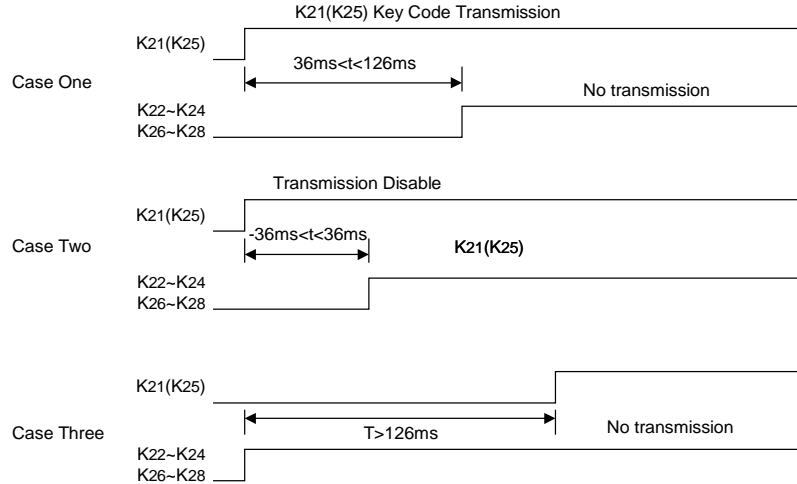 K21(K25) Key Code Transmission
K21(K25)
36ms<t<126ms
Case One
No transmission
K22~K24
K26~K28
Transmission Disable
K21(K25)
-36ms<t<36ms
Case Two
K21(K25)
K22~K24
K26~K28
K21(K25)
Case Three
T>126ms
No transmission
K22~K24
K26~K28